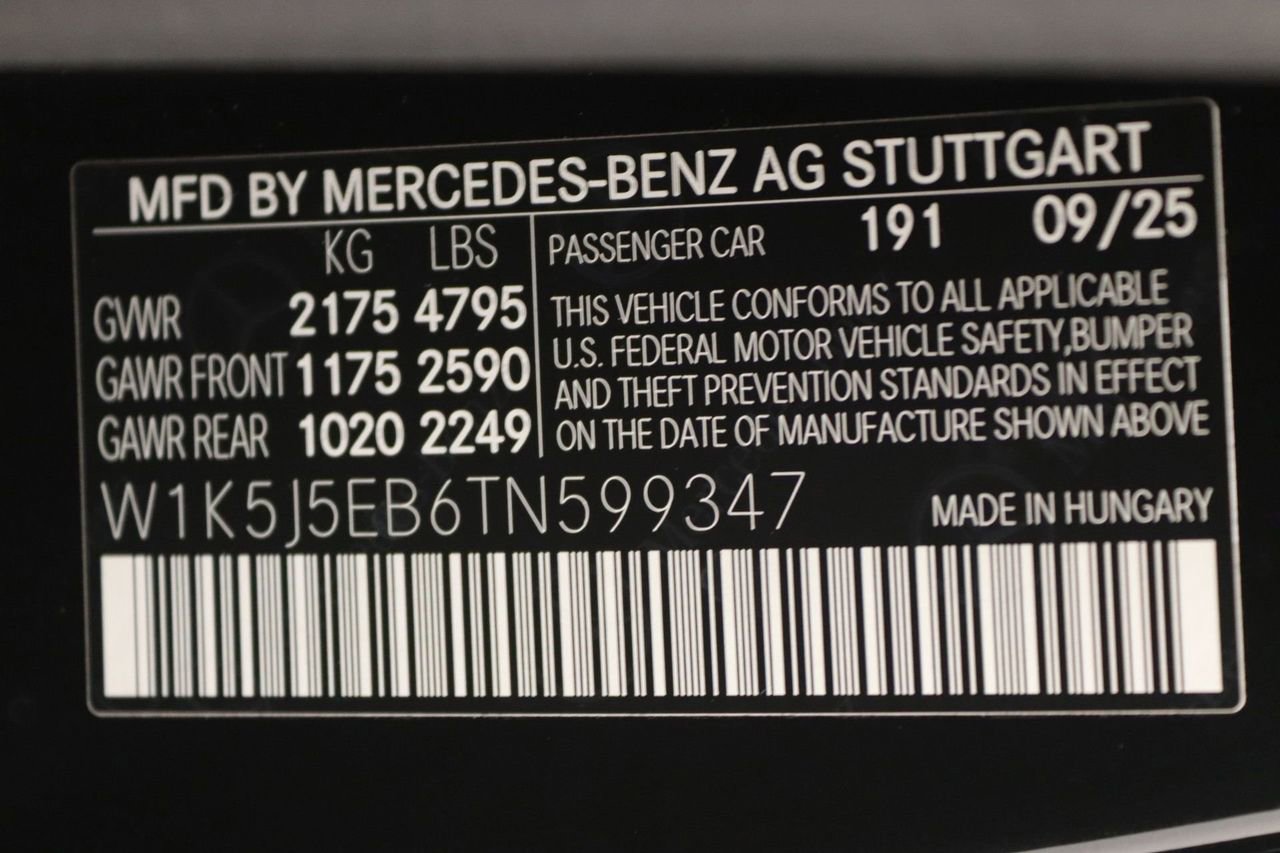 MFD BY MERCEDES-BENZ AG STUTTGART
KG LBS
GVWR 2175 4795
GAWR FRONT 1175 2590
GAWR REAR 1020 2249
PASSENGER CAR 191 09/25
THIS VEHICLE CONFORMS TO ALL APPLICABLE
U.S. FEDERAL MOTOR VEHICLE SAFETY,BUMPER
AND THEFT PREVENTION STANDARDS IN EFFECT
ON THE DATE OF MANUFACTURE SHOWN ABOVE
W1K5J5EB6TN599347
MADE IN HUNGARY